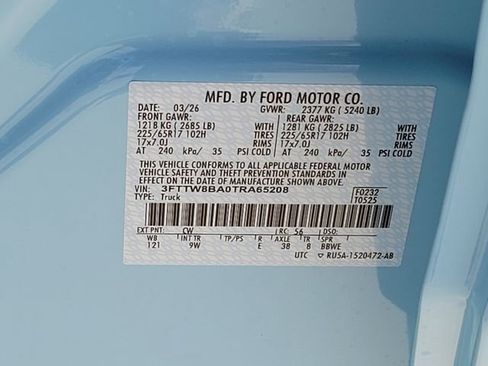 MFD. BY FORD MOTOR CO.
DATE: 03/26 GVWR: 2377 KG ( 5240 LB)
FRONT GAWR: REAR GAWR:
1218 KG ( 2685 LB) WITH 1281 KG ( 2825 LB) WITH
225/65R17 102H TIRES 225/65R17 102H TIRES
17x7.0J RIMS 17x7.0J RIMS
AT 240 kPa/ 35 PSI COLD AT 240 kPa/ 35 PSI COLD
THIS VEHICLE CONFORMS TO ALL APPLICABLE FEDERAL MOTOR
VEHICLE SAFETY AND THEFT PREVENTION STANDARDS IN
EFFECT ON THE DATE OF MANUFACTURE SHOWN ABOVE.
VIN: 3FTTW8BA0TRA65208 F0232
TYPE: Truck T0525
EXT PNT: CW RC: 56 DSO:
WB INT TR TP/PS R AXLE TR SPR
121 9W E 38 8 BBWE
UTC ▽ RU5A-1520472-AB